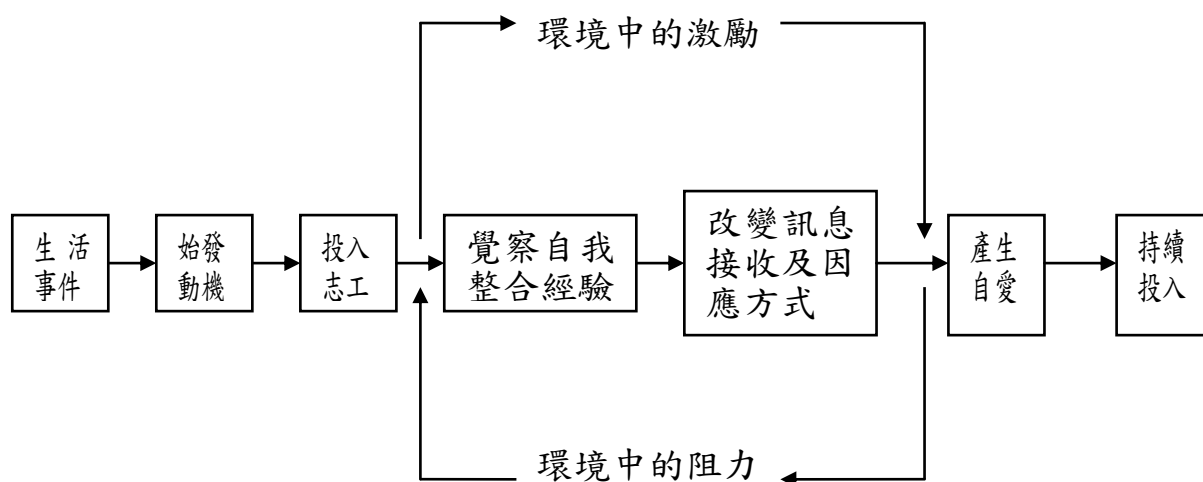 環境中的激勵
生 活
事件
始發
動機
投入
志工
覺察自我
整合經驗
改變訊息
接收及因
應方式
產生
自愛
持續
投入
環境中的阻力